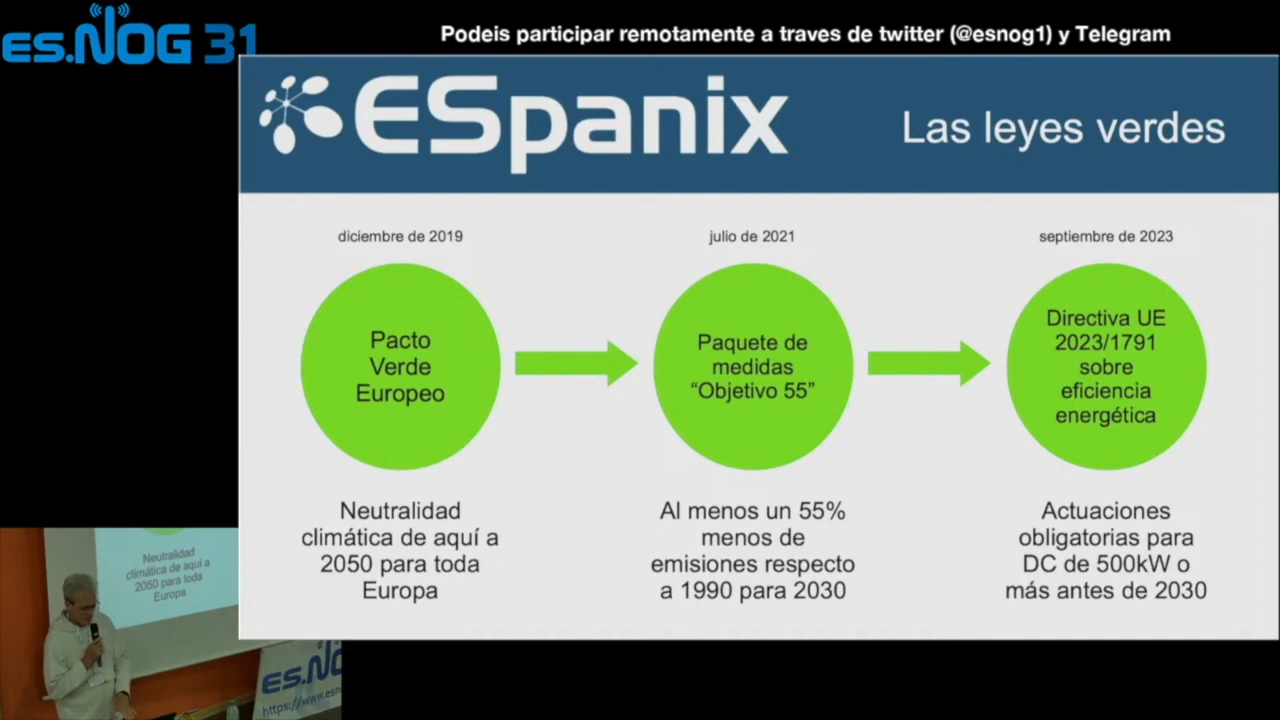 es.NOG 31
Podeis participar remotamente a traves de twitter (@esnog1) y Telegram
ESpanix
Las leyes verdes
diciembre de 2019
Pacto
Verde
Europeo
Neutralidad
climática de aquí a
2050 para toda
Europa
julio de 2021
Paquete de
medidas
“Objetivo 55”
Al menos un 55%
menos de
emisiones respecto
a 1990 para 2030
septiembre de 2023
Directiva UE
2023/1791
sobre
eficiencia
energética
Actuaciones
obligatorias para
DC de 500kW o
más antes de 2030
Neutralidad
climática de aquí a
2050 para toda
Europa
es.NO
https://www.esn